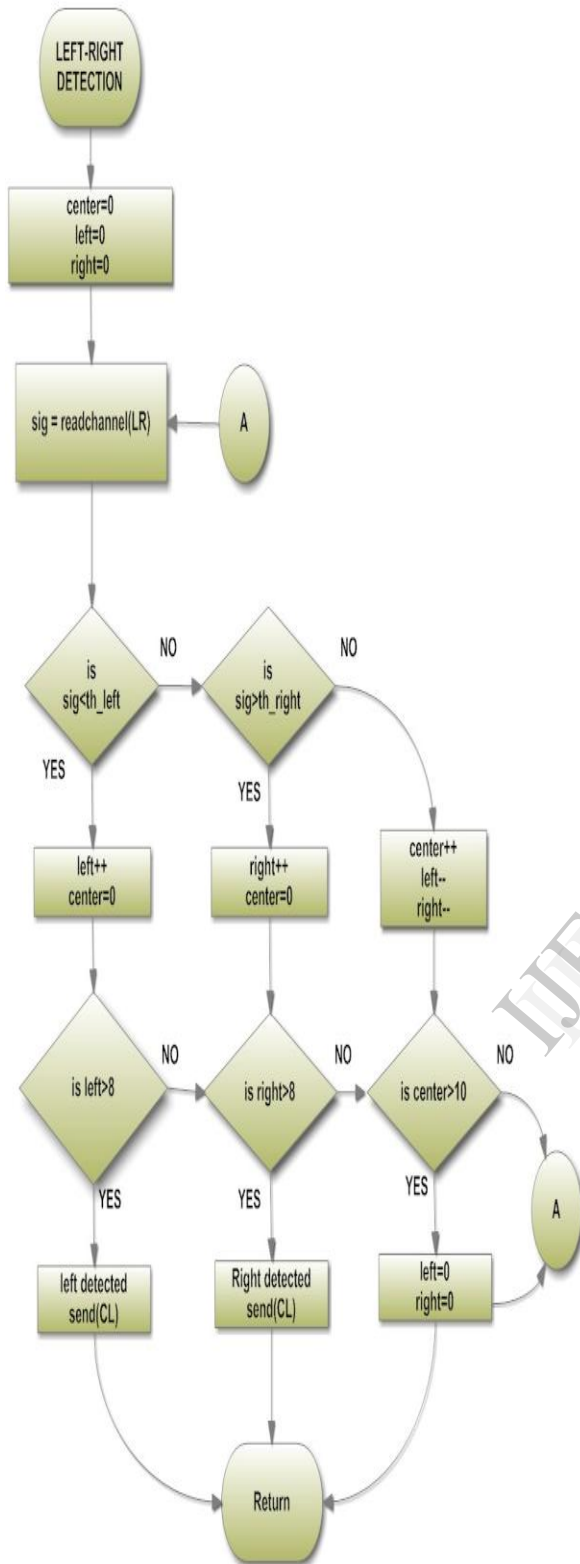 LEFT-RIGHT
DETECTION
center=0
left=0
right=0
sig = readchannel(LR)
A
is
sig<th_left
NO
is
sig>th_right
NO
YES
YES
left++
center=0
right++
center=0
center++
left--
right--
is left>8
NO
is right>8
NO
is center>10
NO
YES
YES
YES
A
left detected
send(CL)
Right detected
send(CL)
left=0
right=0
Return